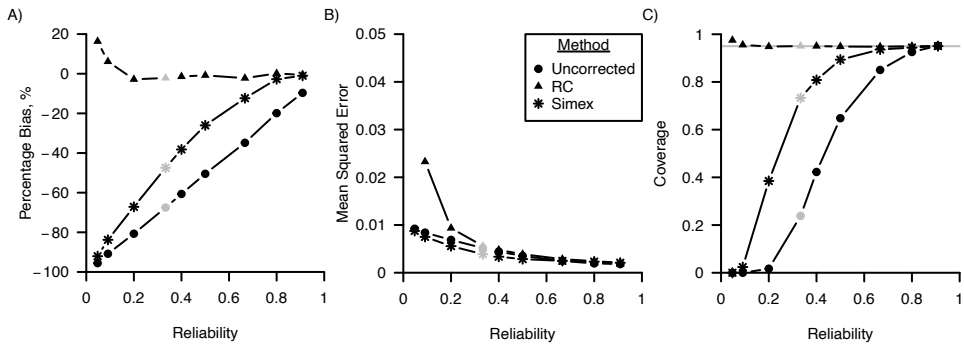 A)
20
0
−20
−40
−60
−80
−100
Percentage Bias, %
0
0.2
0.4
0.6
0.8
1
Reliability
B)
0.05
0.04
0.03
0.02
0.01
0
Mean Squared Error
Method
Uncorrected
RC
Simex
0
0.2
0.4
0.6
0.8
1
Reliability
C)
1
0.8
0.6
0.4
0.2
0
Coverage
0
0.2
0.4
0.6
0.8
1
Reliability